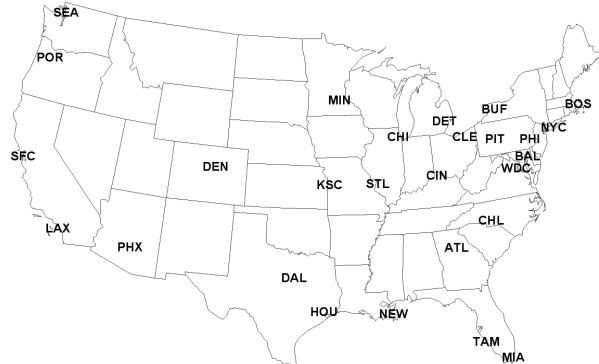 SEA
POR
MIN
DET
BUF
BOS
NYC
CHI
CLE
PIT
PHI
SFC
BAL
DEN
WDC
KSC
STL
CIN
LAX
CHL
PHX
ATL
DAL
HOU
NEW
TAM
MIA